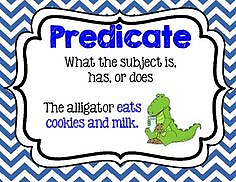 Predicate
What the subject is,
has, or does
The alligator eats
cookies and milk.